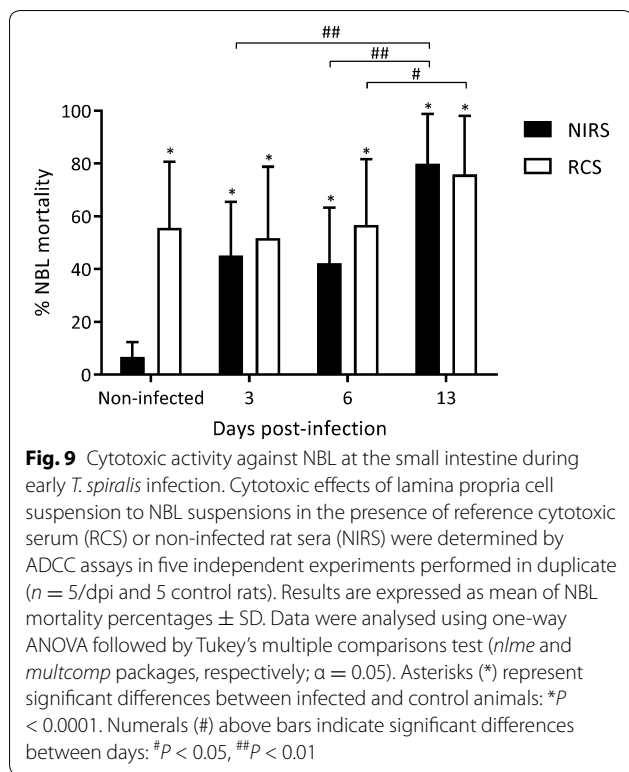 ##
##
#
100
80
60
40
20
0
% NBL mortality
* * * * * * *
NIRS
RCS
Non-infected 3 6 13
Days post-infection
Fig. 9 Cytotoxic activity against NBL at the small intestine during
early T. spiralis infection. Cytotoxic effects of lamina propria cell
suspension to NBL suspensions in the presence of reference cytotoxic
serum (RCS) or non-infected rat sera (NIRS) were determined by
ADCC assays in five independent experiments performed in duplicate
(n = 5/dpi and 5 control rats). Results are expressed as mean of NBL
mortality percentages ± SD. Data were analysed using one-way
ANOVA followed by Tukey's multiple comparisons test (nlme and
multcomp packages, respectively; α = 0.05). Asterisks (*) represent
significant differences between infected and control animals: *P
< 0.0001. Numerals (#) above bars indicate significant differences
between days: #P < 0.05, ##P < 0.01